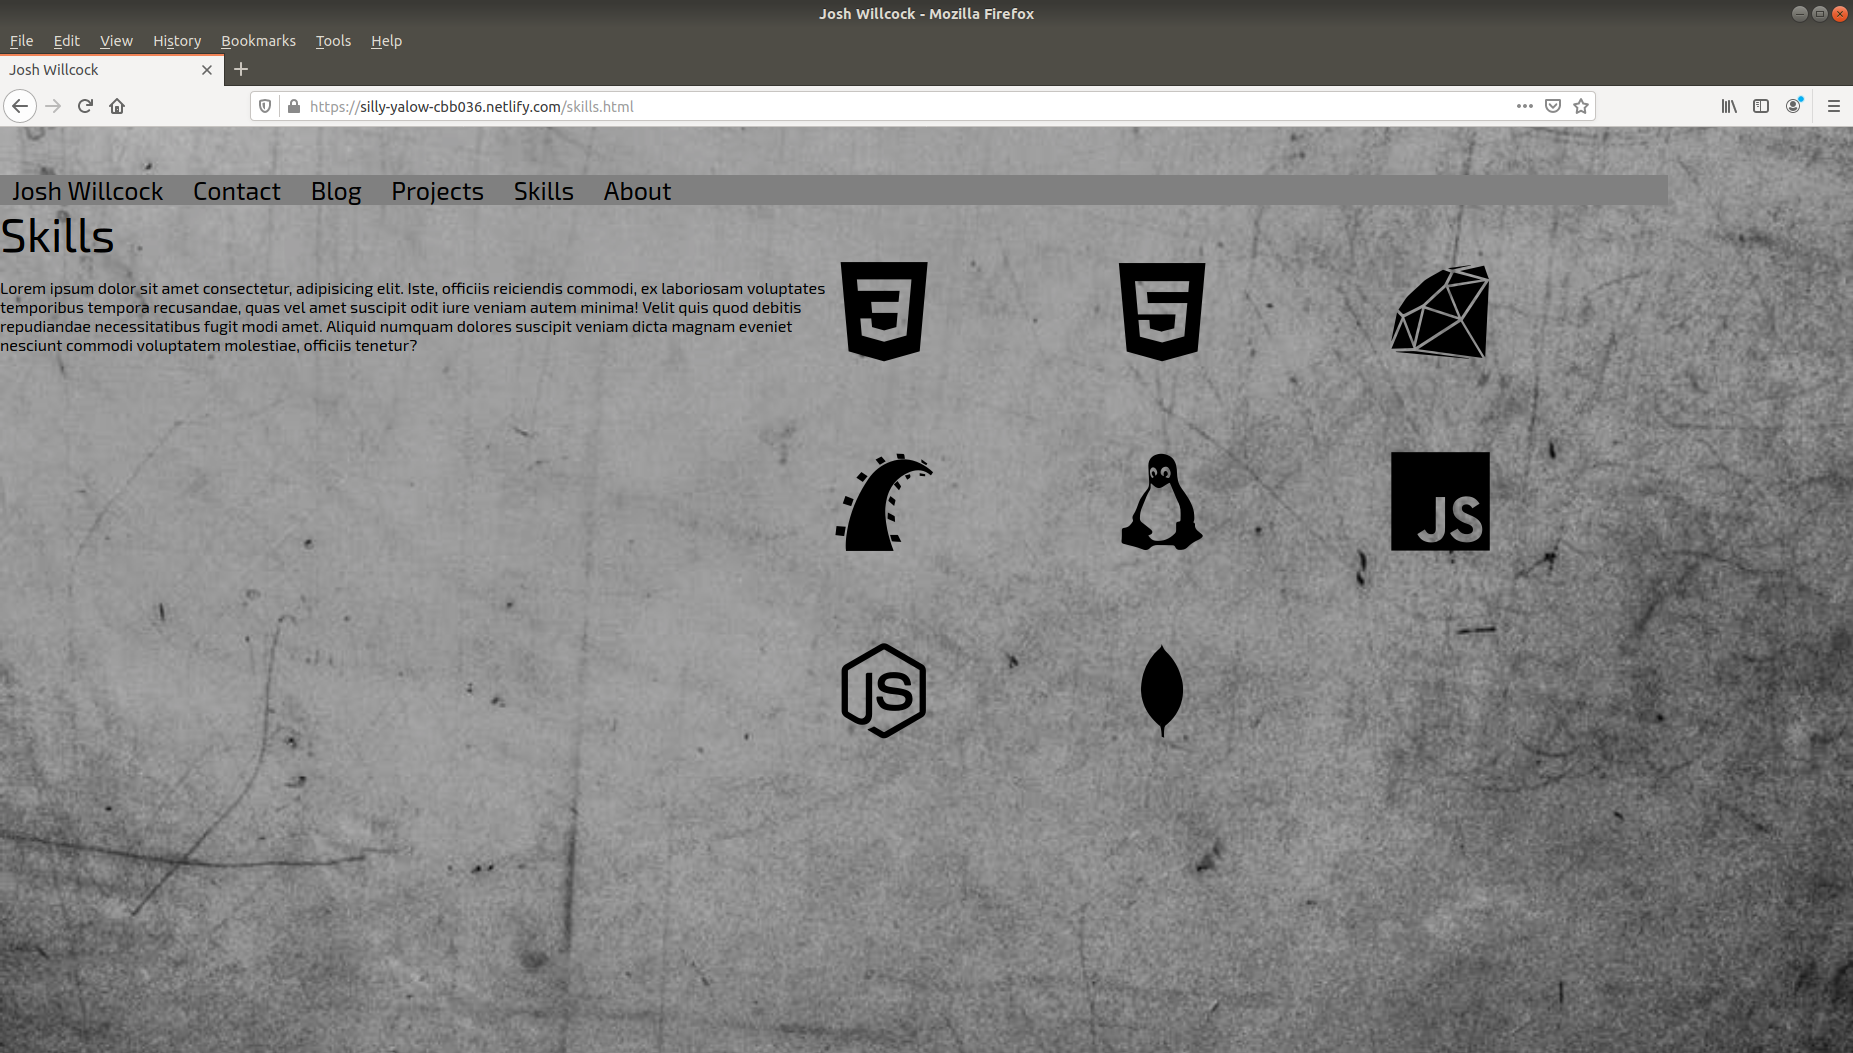 Josh Willcock - Mozilla Firefox
File Edit View History Bookmarks Tools Help
Josh Willcock
https://silly-yalow-cbb036.netlify.com/skills.html
Josh Willcock Contact Blog Projects Skills About
Skills
Lorem ipsum dolor sit amet consectetur, adipisicing elit. Iste, officiis reiciendis commodi, ex laboriosam voluptates
temporibus tempora recusandae, quas vel amet suscipit odit iure veniam autem minima! Velit quis quod debitis
repudiandae necessitatibus fugit modi amet. Aliquid numquam dolores suscipit veniam dicta magnam eveniet
nesciunt commodi voluptatem molestiae, officiis tenetur?
3 5
JS
JS